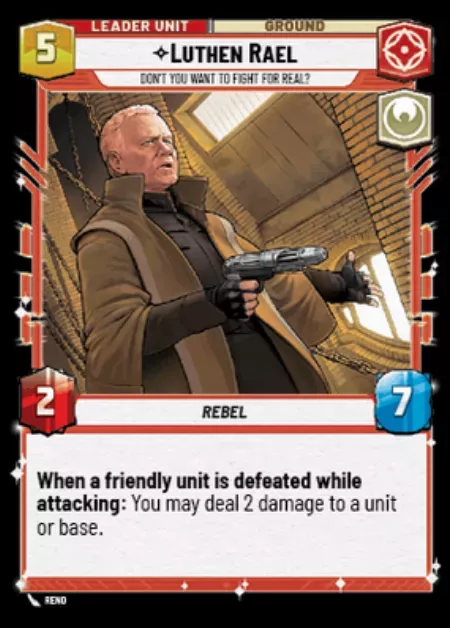 LEADER UNIT GROUND
5 LUTHEN RAEL
DON'T YOU WANT TO FIGHT FOR REAL?
2 REBEL 7
When a friendly unit is defeated while
attacking: You may deal 2 damage to a unit
or base.
RENO